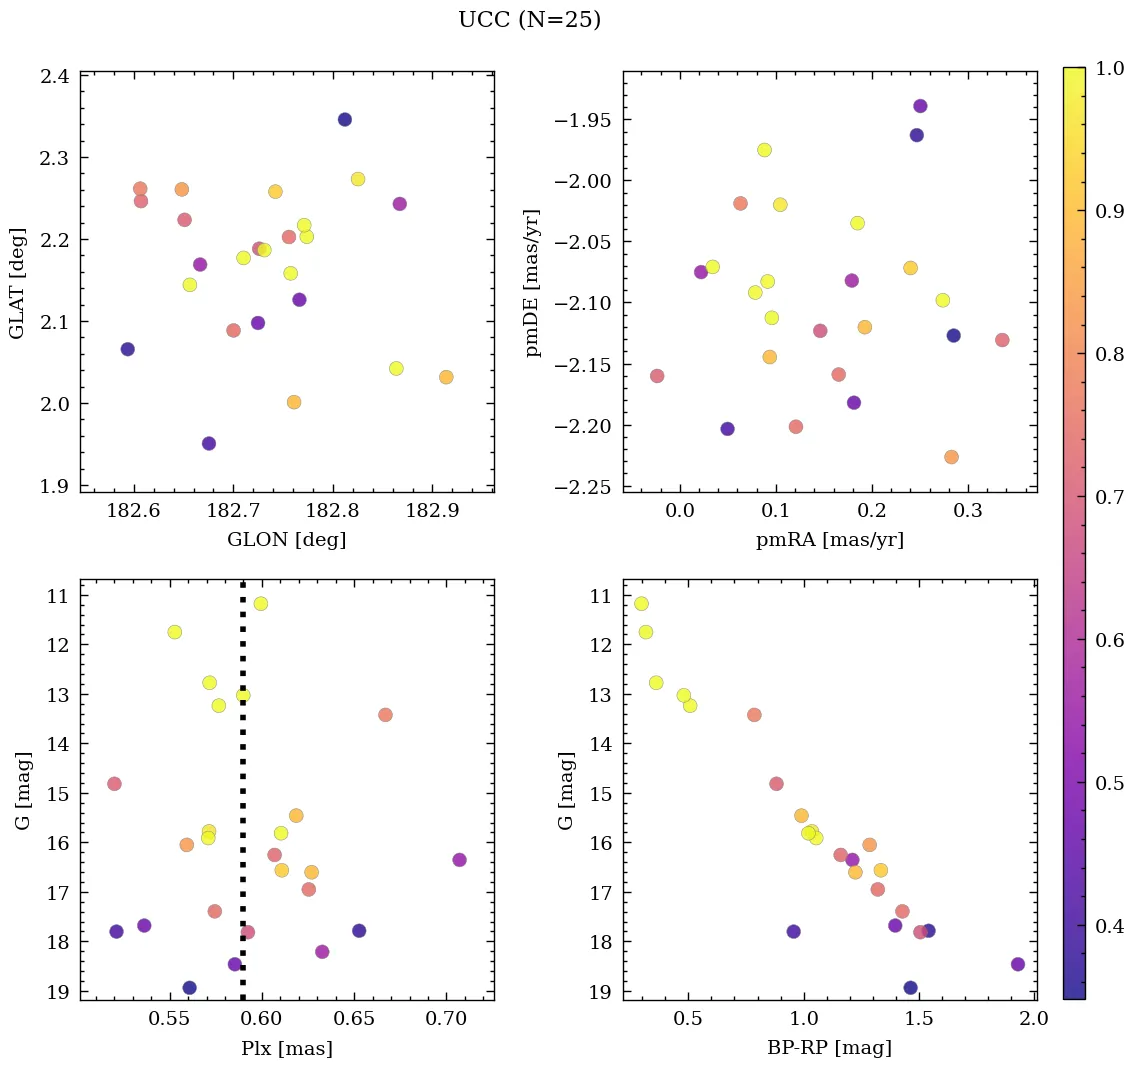 UCC (N=25)
2.4
2.3
2.2
2.1
2.0
1.9
GLAT [deg]
182.6 182.7 182.8 182.9
GLON [deg]
−1.95
−2.00
−2.05
−2.10
−2.15
−2.20
−2.25
pmDE [mas/yr]
0.0 0.1 0.2 0.3
pmRA [mas/yr]
11
12
13
14
15
16
17
18
19
G [mag]
0.55 0.60 0.65 0.70
Plx [mas]
11
12
13
14
15
16
17
18
19
G [mag]
0.5 1.0 1.5 2.0
BP-RP [mag]
1.0
0.9
0.8
0.7
0.6
0.5
0.4